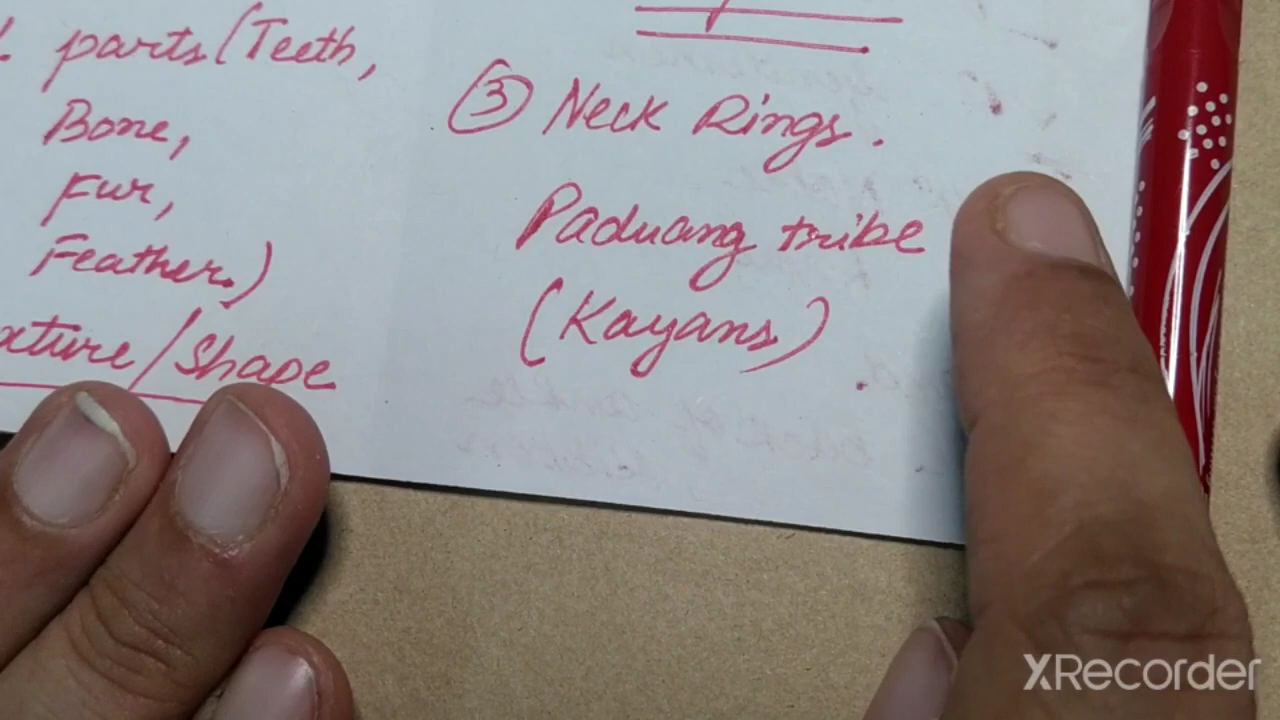 parts (Teeth,
Bone,
Fur,
Feather.)
xture/Shape
③ Neck Rings.
Paduang tribe
(Kayans).
XRecorder